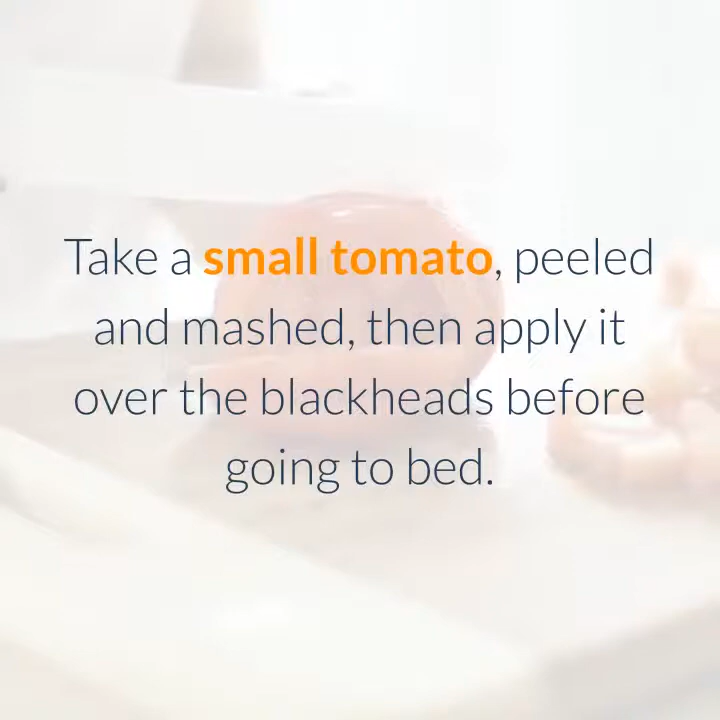 Take a small tomato, peeled
and mashed, then apply it
over the blackheads before
going to bed.